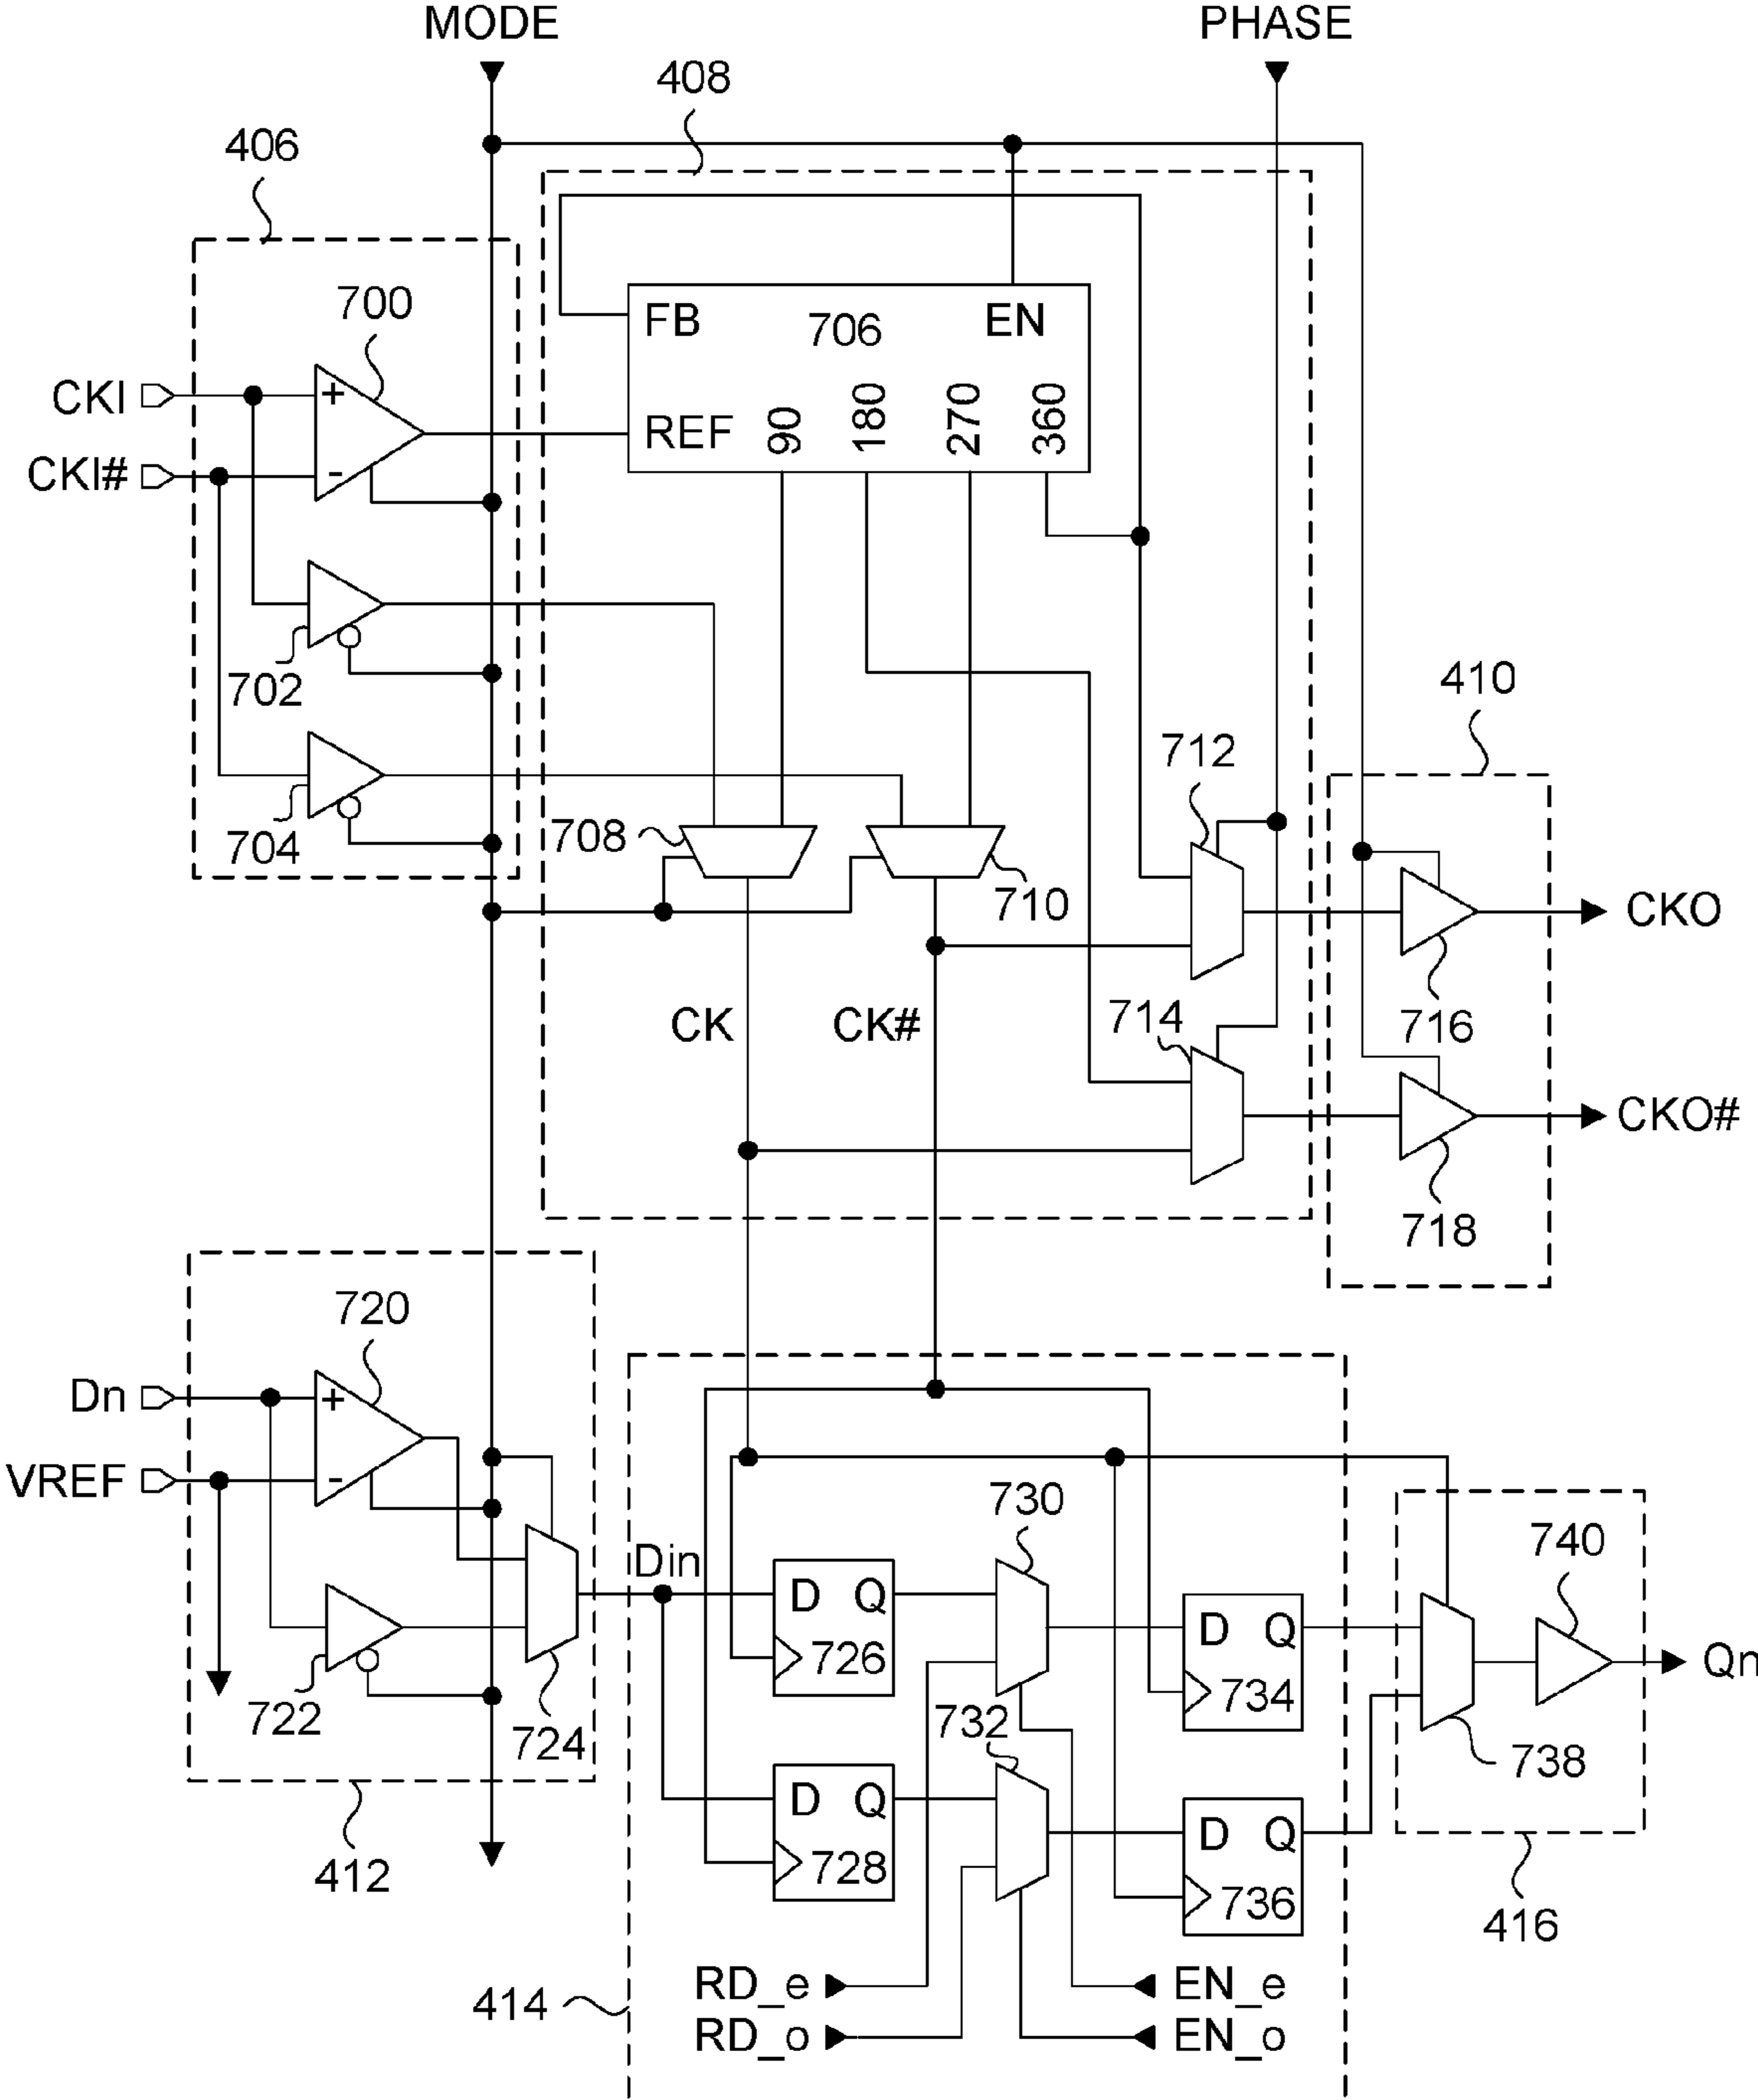 MODE
PHASE
408
406
700
FB
706
EN
CKI
+
REF
90
180
270
360
CKI#
-
702
410
712
704
708
710
CKO
CK
CK#
714
716
CKO#
718
720
Dn
+
730
VREF
-
740
Din
D
Q
726
D
Q
734
Qn
722
724
732
738
D
Q
728
D
Q
736
412
416
RD_e
EN_e
414
RD_o
EN_o